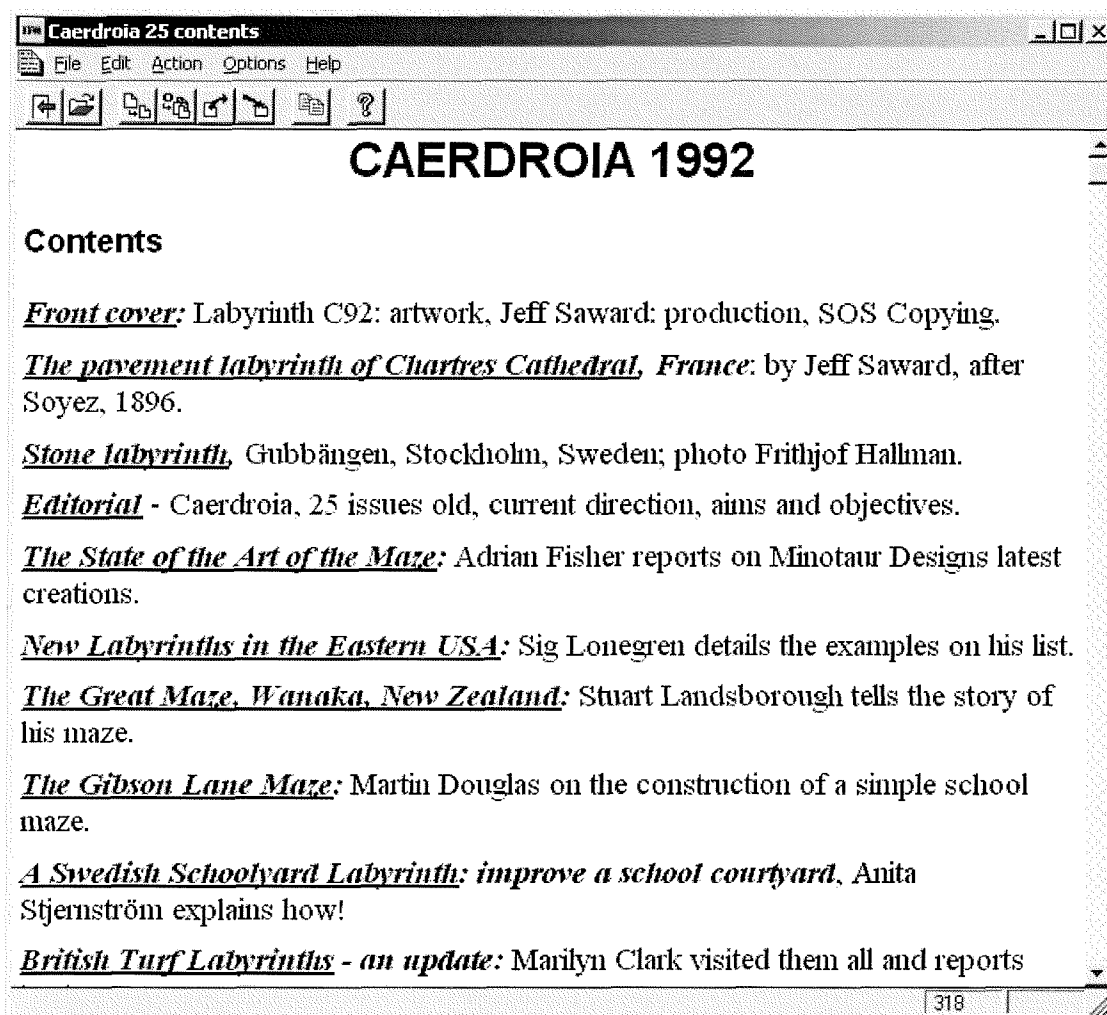 Caerdroia 25 contents
File Edit Action Options Help
CAERDROIA 1992
Contents
Front cover: Labyrinth C92: artwork, Jeff Saward: production, SOS Copying.
The pavement labyrinth of Chartres Cathedral, France: by Jeff Saward, after
Soyez, 1896.
Stone labyrinth, Gubbängen, Stockholm, Sweden; photo Frithjof Hallman.
Editorial - Caerdroia, 25 issues old, current direction, aims and objectives.
The State of the Art of the Maze: Adrian Fisher reports on Minotaur Designs latest
creations.
New Labyrinths in the Eastern USA: Sig Lonegren details the examples on his list.
The Great Maze, Wanaka, New Zealand: Stuart Landsborough tells the story of
his maze.
The Gibson Lane Maze: Martin Douglas on the construction of a simple school
maze.
A Swedish Schoolyard Labyrinth: improve a school courtyard, Anita
Stjernström explains how!
British Turf Labyrinths - an update: Marilyn Clark visited them all and reports
318